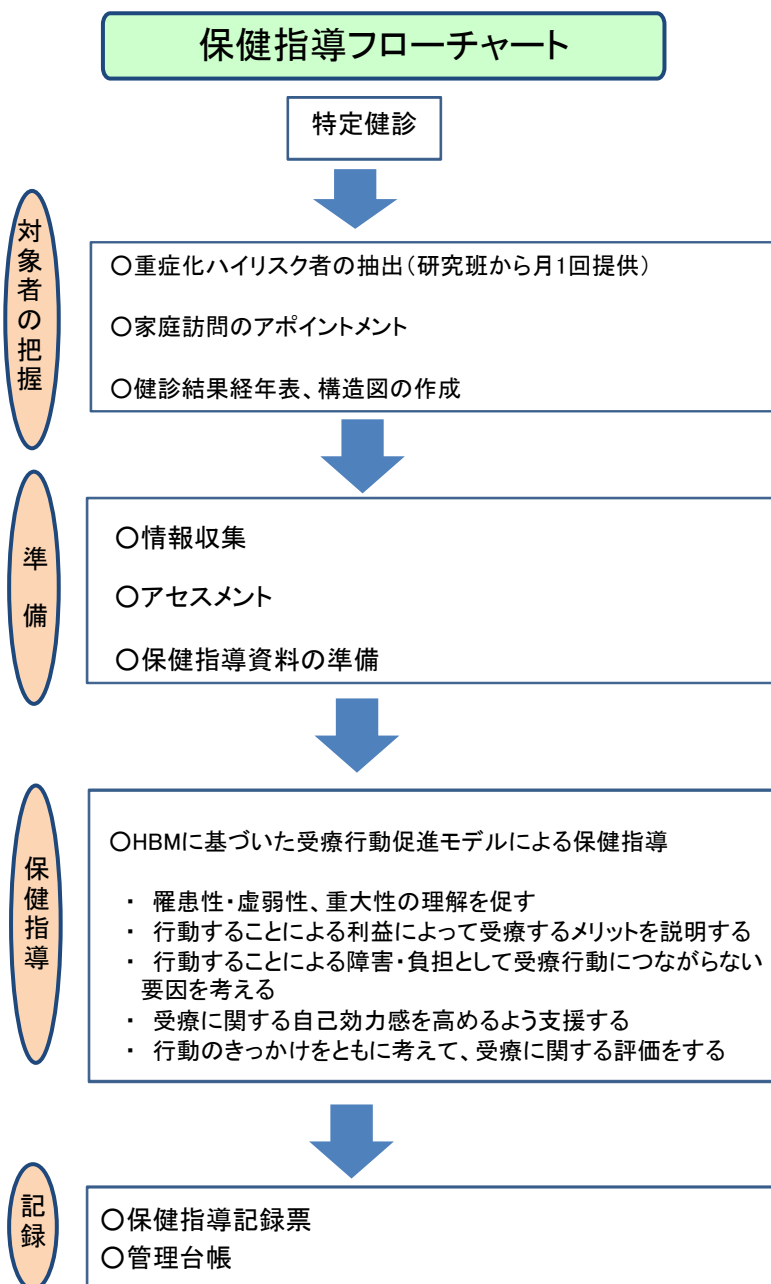 保健指導フローチャート
特定健診
対象者の把握
○重症化ハイリスク者の抽出（研究班から月1回提供）
○家庭訪問のアポイントメント
○健診結果経年表、構造図の作成
準備
○情報収集
○アセスメント
○保健指導資料の準備
保健指導
○HBMに基づいた受療行動促進モデルによる保健指導
・ 罹患性・虚弱性、重大性の理解を促す
・ 行動することによる利益によって受療するメリットを説明する
・ 行動することによる障害・負担として受療行動につながらない
要因を考える
・ 受療に関する自己効力感を高めるよう支援する
・ 行動のきっかけをともに考えて、受療に関する評価をする
記録
○保健指導記録票
○管理台帳